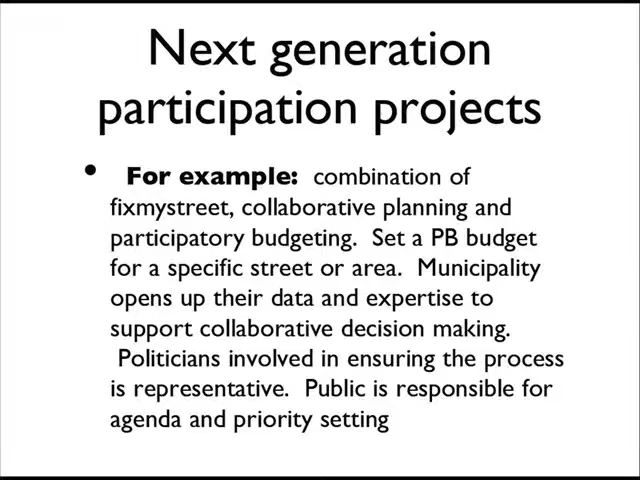 Next generation
participation projects
• For example: combination of
fixmystreet, collaborative planning and
participatory budgeting. Set a PB budget
for a specific street or area. Municipality
opens up their data and expertise to
support collaborative decision making.
Politicians involved in ensuring the process
is representative. Public is responsible for
agenda and priority setting